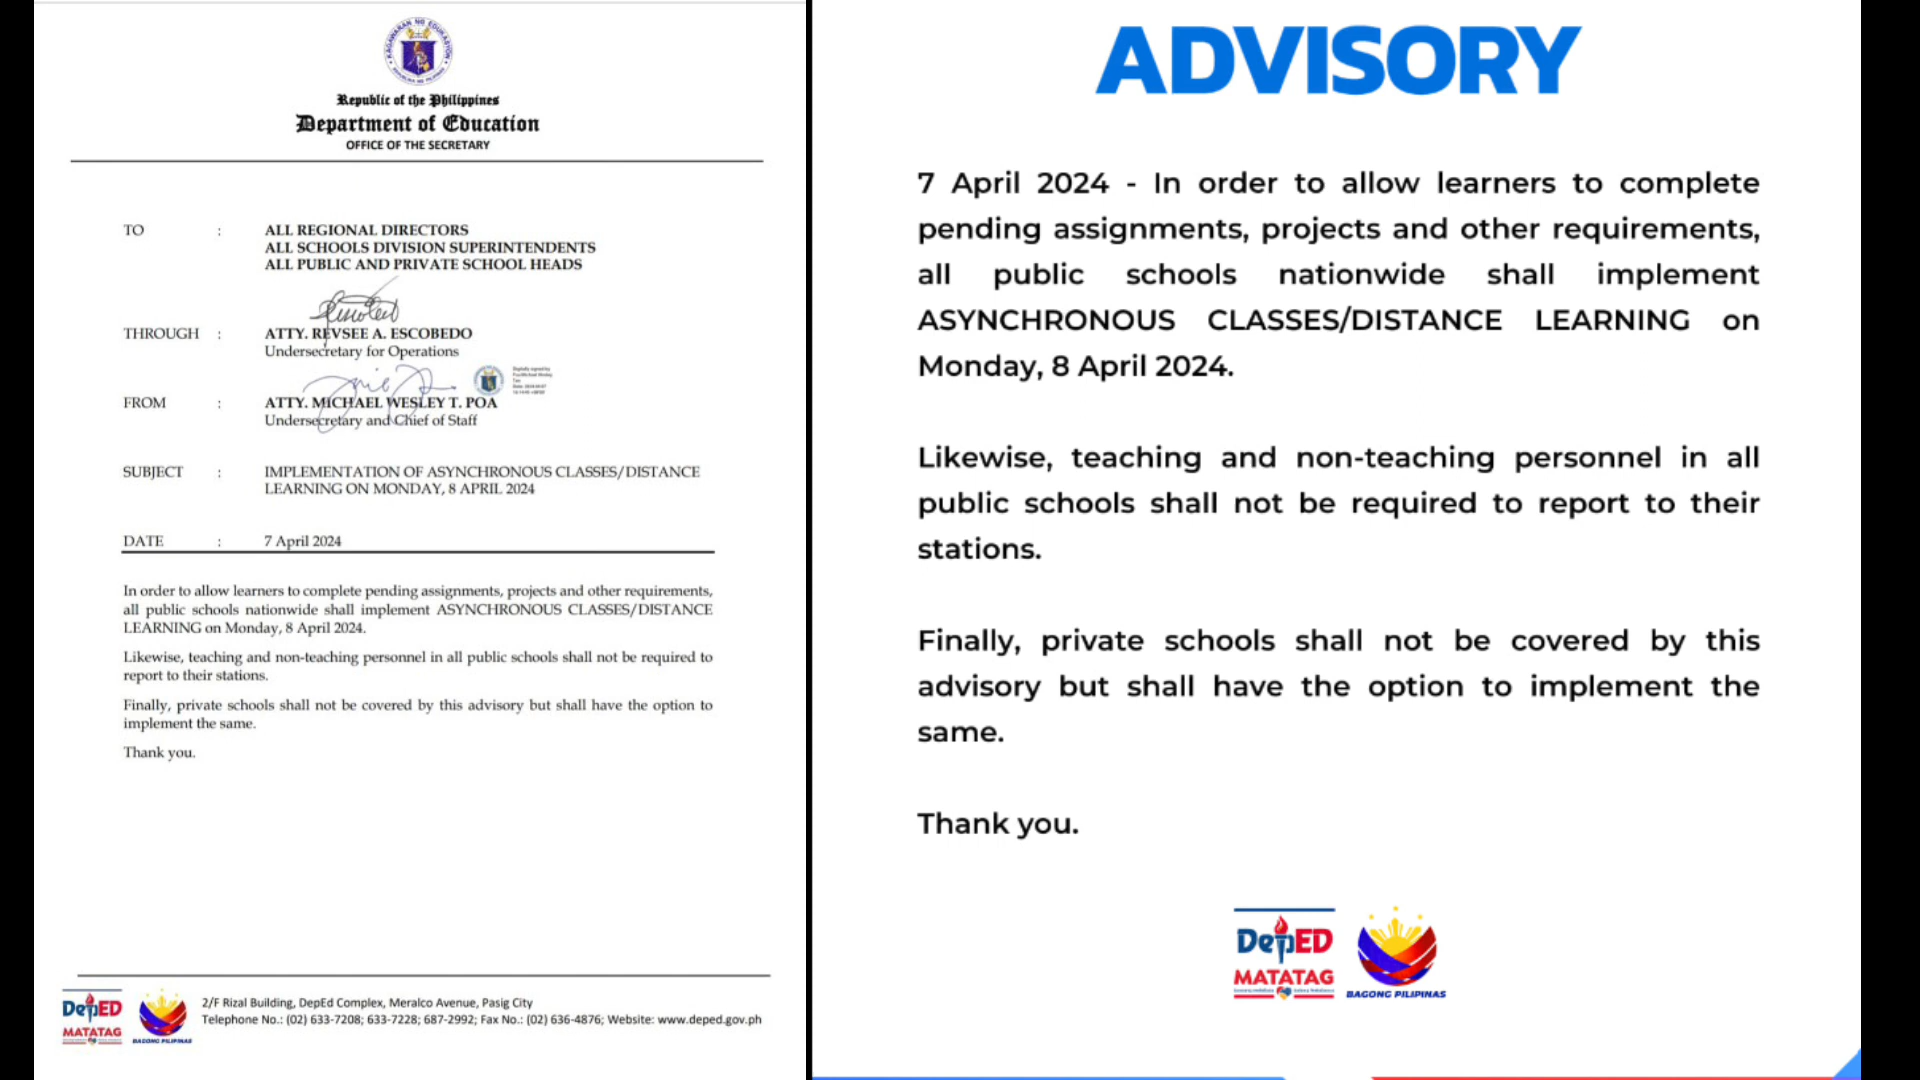 KAGAWARAN NG EDUKASYON
REPUBLIKA NG PILIPINAS
Republic of the Philippines
Department of Education
OFFICE OF THE SECRETARY
TO : ALL REGIONAL DIRECTORS
ALL SCHOOLS DIVISION SUPERINTENDENTS
ALL PUBLIC AND PRIVATE SCHOOL HEADS
THROUGH : ATTY. REVSEE A. ESCOBEDO
Undersecretary for Operations
FROM : ATTY. MICHAEL WESLEY T. POA
Undersecretary and Chief of Staff
SUBJECT : IMPLEMENTATION OF ASYNCHRONOUS CLASSES/DISTANCE
LEARNING ON MONDAY, 8 APRIL 2024
DATE : 7 April 2024
In order to allow learners to complete pending assignments, projects and other requirements,
all public schools nationwide shall implement ASYNCHRONOUS CLASSES/DISTANCE
LEARNING on Monday, 8 April 2024.
Likewise, teaching and non-teaching personnel in all public schools shall not be required to
report to their stations.
Finally, private schools shall not be covered by this advisory but shall have the option to
implement the same.
Thank you.
DepED
MATATAG
BAGONG PILIPINAS
2/F Rizal Building, DepEd Complex, Meralco Avenue, Pasig City
Telephone No.: (02) 633-7208; 633-7228; 687-2992; Fax No.: (02) 636-4876; Website: www.deped.gov.ph
ADVISORY
7 April 2024 - In order to allow learners to complete
pending assignments, projects and other requirements,
all public schools nationwide shall implement
ASYNCHRONOUS CLASSES/DISTANCE LEARNING on
Monday, 8 April 2024.
Likewise, teaching and non-teaching personnel in all
public schools shall not be required to report to their
stations.
Finally, private schools shall not be covered by this
advisory but shall have the option to implement the
same.
Thank you.
DepED
MATATAG
BAGONG PILIPINAS